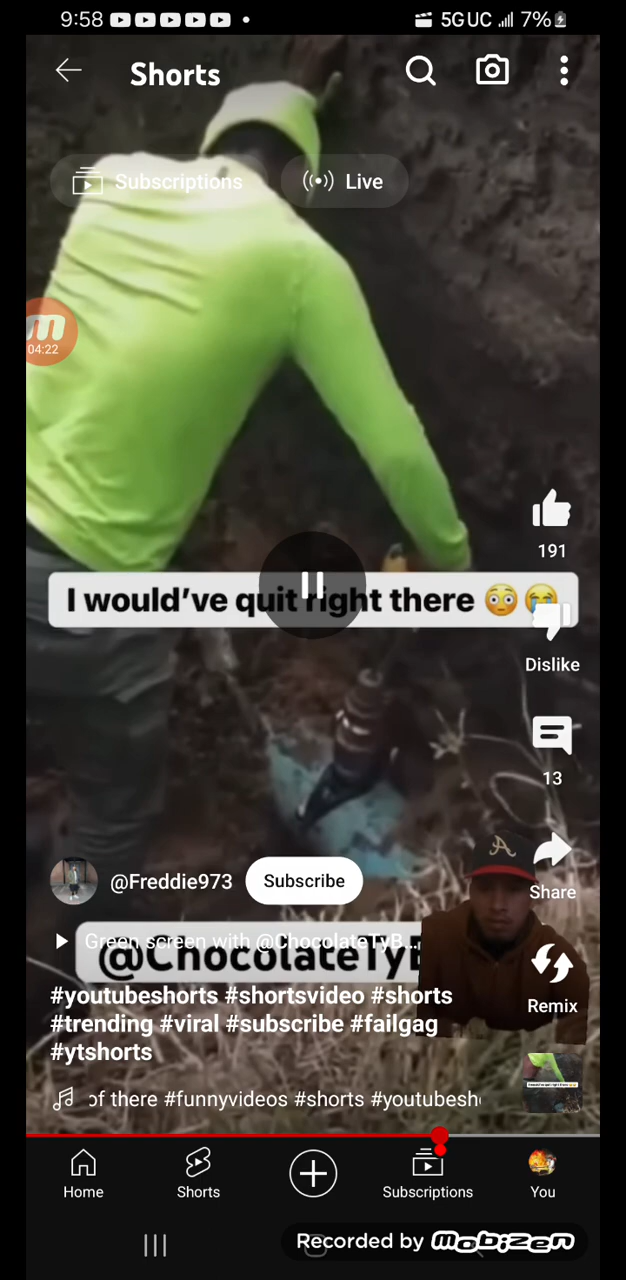 9:58
5G UC 7%
Shorts
Subscriptions
Live
04:22
I would've quit right there 😳😭
191
Dislike
13
@Freddie973
Subscribe
Share
Green screen with @ChocolateTyB...
@ChocolateTyB
#youtubeshorts #shortsvideo #shorts
#trending #viral #subscribe #failgag
#ytshorts
Remix
of there #funnyvideos #shorts #youtubesh
Home
Shorts
Subscriptions
You
Recorded by mobizen